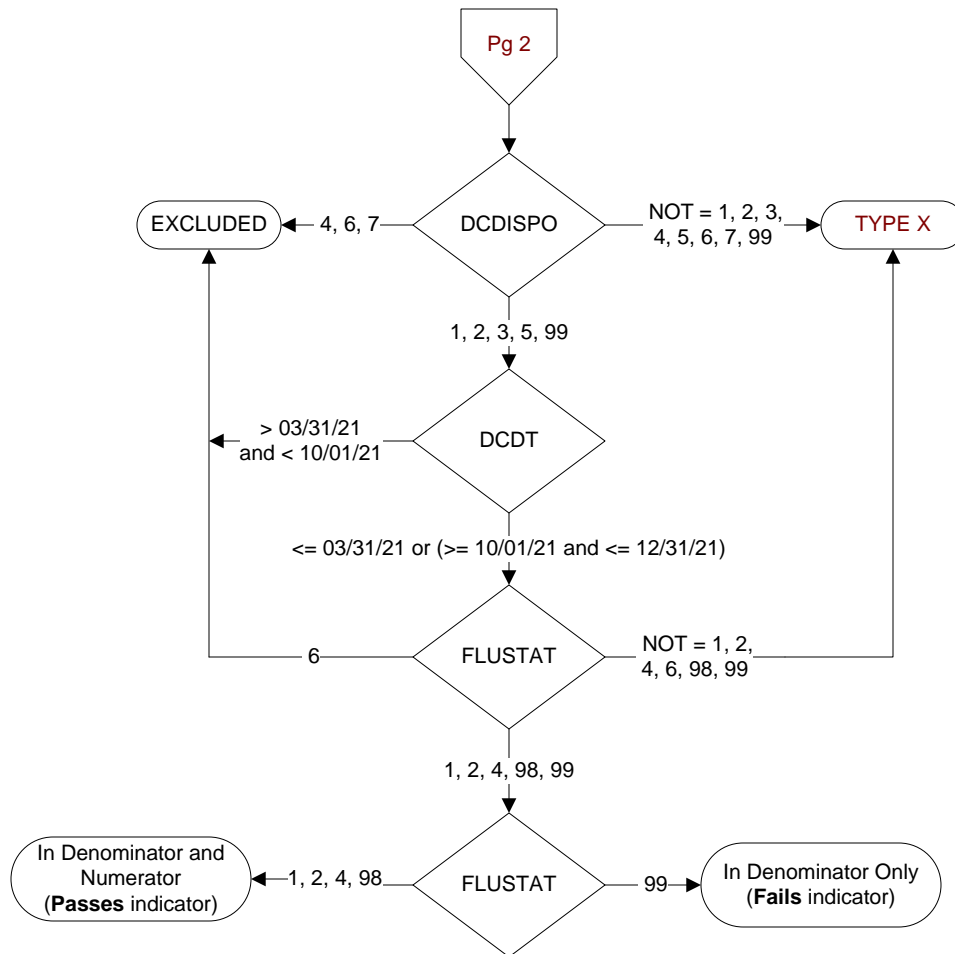 Pg 2
EXCLUDED
4, 6, 7
DCDISPO
NOT = 1, 2, 3,
4, 5, 6, 7, 99
TYPE X
1, 2, 3, 5, 99
> 03/31/21
and < 10/01/21
DCDT
<= 03/31/21 or (>= 10/01/21 and <= 12/31/21)
6
FLUSTAT
NOT = 1, 2,
4, 6, 98, 99
1, 2, 4, 98, 99
In Denominator and
Numerator
(Passes indicator)
1, 2, 4, 98
FLUSTAT
99
In Denominator Only
(Fails indicator)